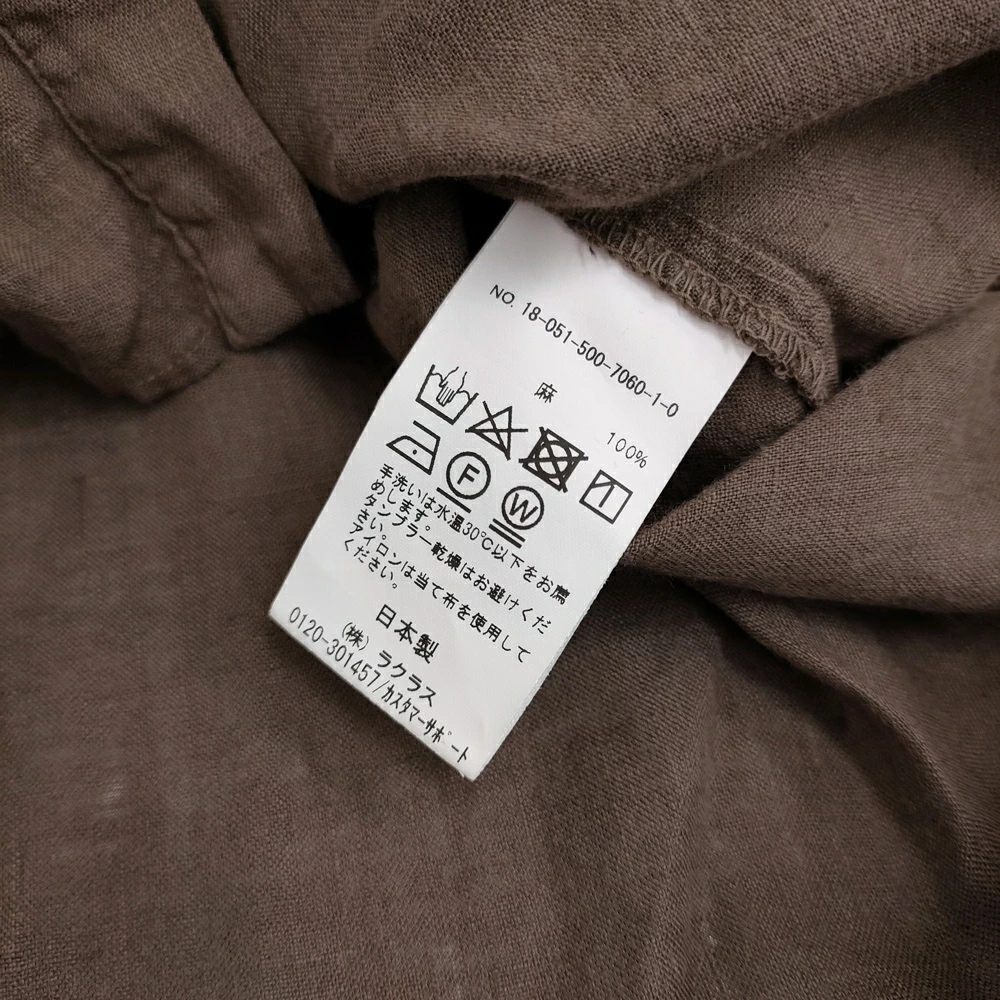 NO. 18-051-500-7060-1-0
麻
100%
F
W
手洗いは水温30℃以下をお薦
めします。
タンブラー乾燥はお避けくだ
さい。
アイロンは当て布を使用して
ください。
日本製
(株) ラクラス
0120-301457/カスタマーサポート